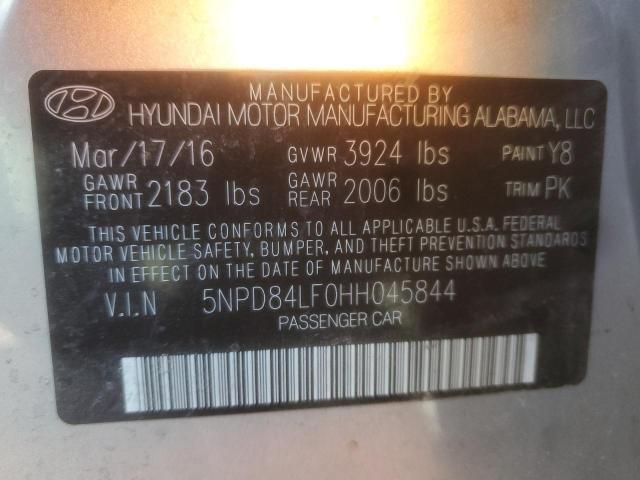 MANUFACTURED BY
HYUNDAI MOTOR MANUFACTURING ALABAMA, LLC
Mar/17/16 GVWR 3924 lbs PAINT Y8
GAWR FRONT 2183 lbs GAWR REAR 2006 lbs TRIM PK
THIS VEHICLE CONFORMS TO ALL APPLICABLE U.S.A. FEDERAL
MOTOR VEHICLE SAFETY, BUMPER, AND THEFT PREVENTION STANDARDS
IN EFFECT ON THE DATE OF MANUFACTURE SHOWN ABOVE
V.I.N 5NPD84LF0HH045844
PASSENGER CAR